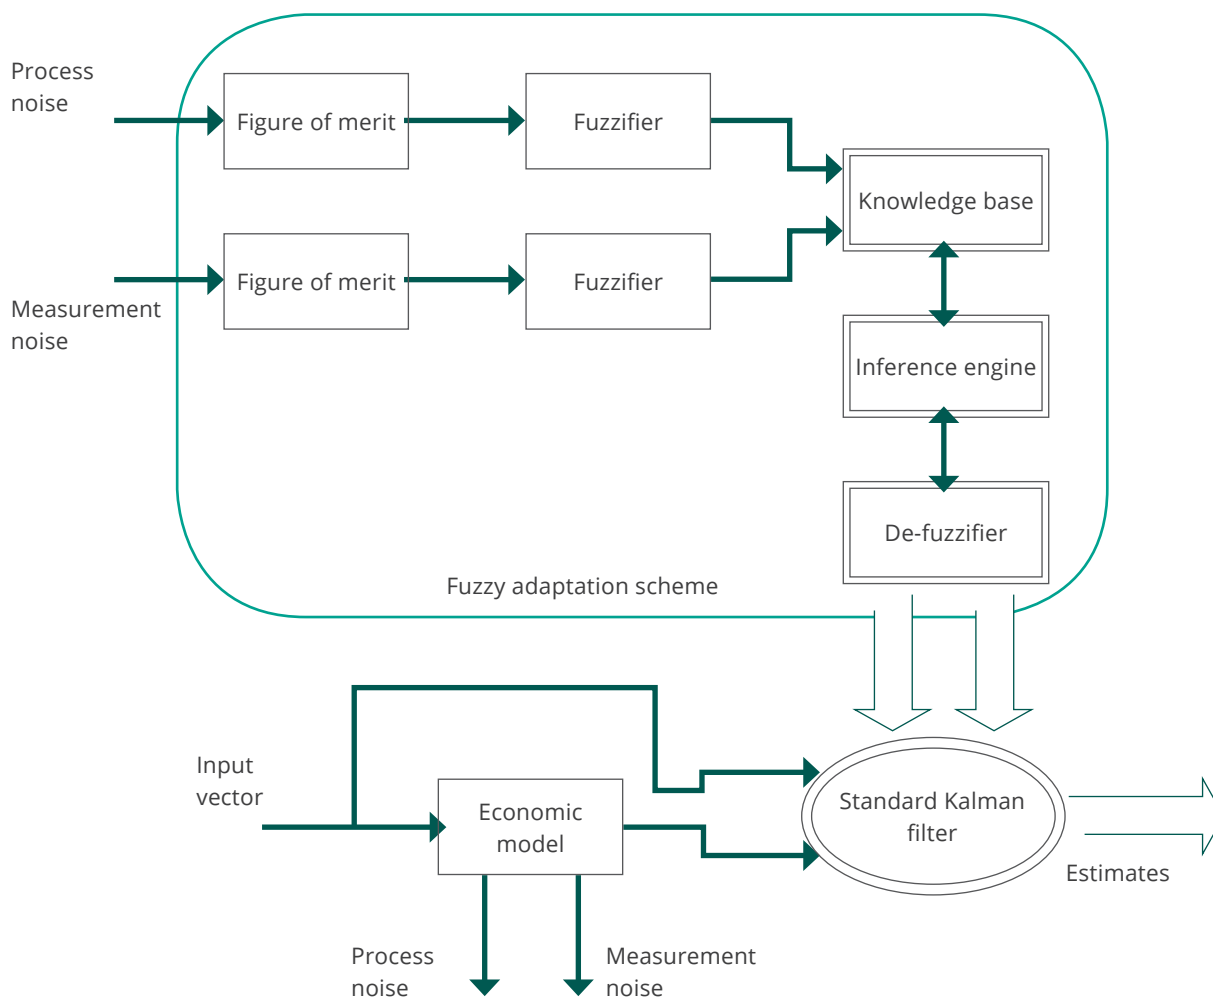 Process
noise
Figure of merit
Fuzzifier
Knowledge base
Figure of merit
Fuzzifier
Measurement
noise
Inference engine
De-fuzzifier
Fuzzy adaptation scheme
Input
vector
Economic
model
Standard Kalman
filter
Estimates
Process
noise
Measurement
noise